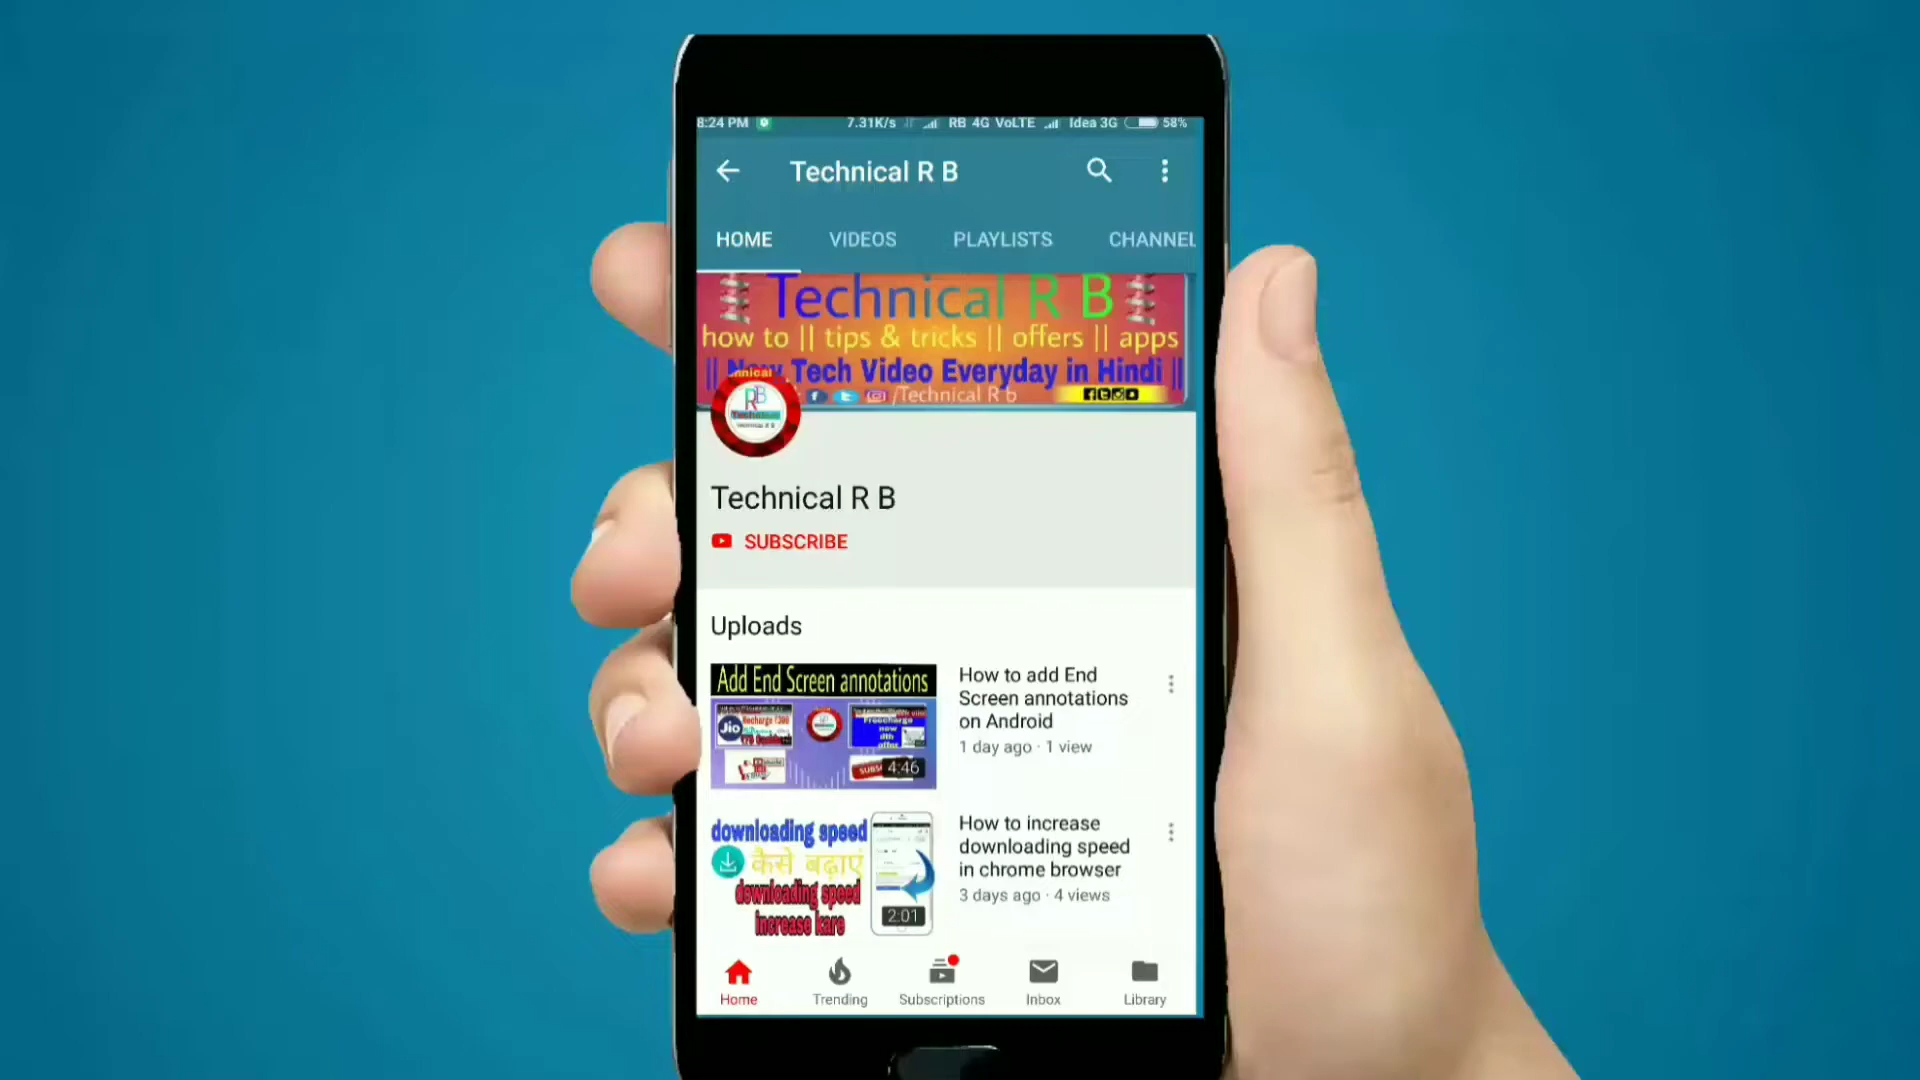 8:24 PM 7.31K/s RB 4G VoLTE Idea 3G 58%
Technical R B
HOME VIDEOS PLAYLISTS CHANNEL
Technical R B
how to || tips & tricks || offers || apps
|| New Tech Video Everyday in Hindi ||
/Technical R b
Technical R B
SUBSCRIBE
Uploads
Add End Screen annotations
Jio
4:46
How to add End
Screen annotations
on Android
1 day ago · 1 view
downloading speed
कैसे बढ़ाएं
downloading speed
increase kare
2:01
How to increase
downloading speed
in chrome browser
3 days ago · 4 views
Home Trending Subscriptions Inbox Library